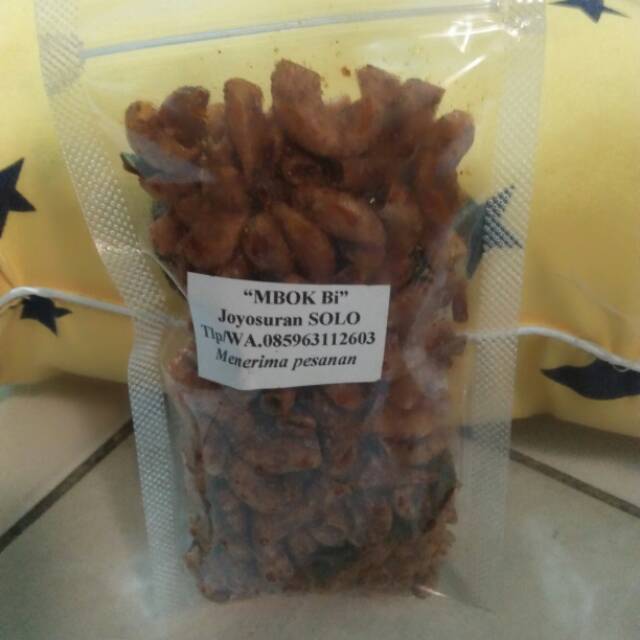 “MBOK Bi”
Joyosuran SOLO
Tlp/WA.085963112603
Menerima pesanan